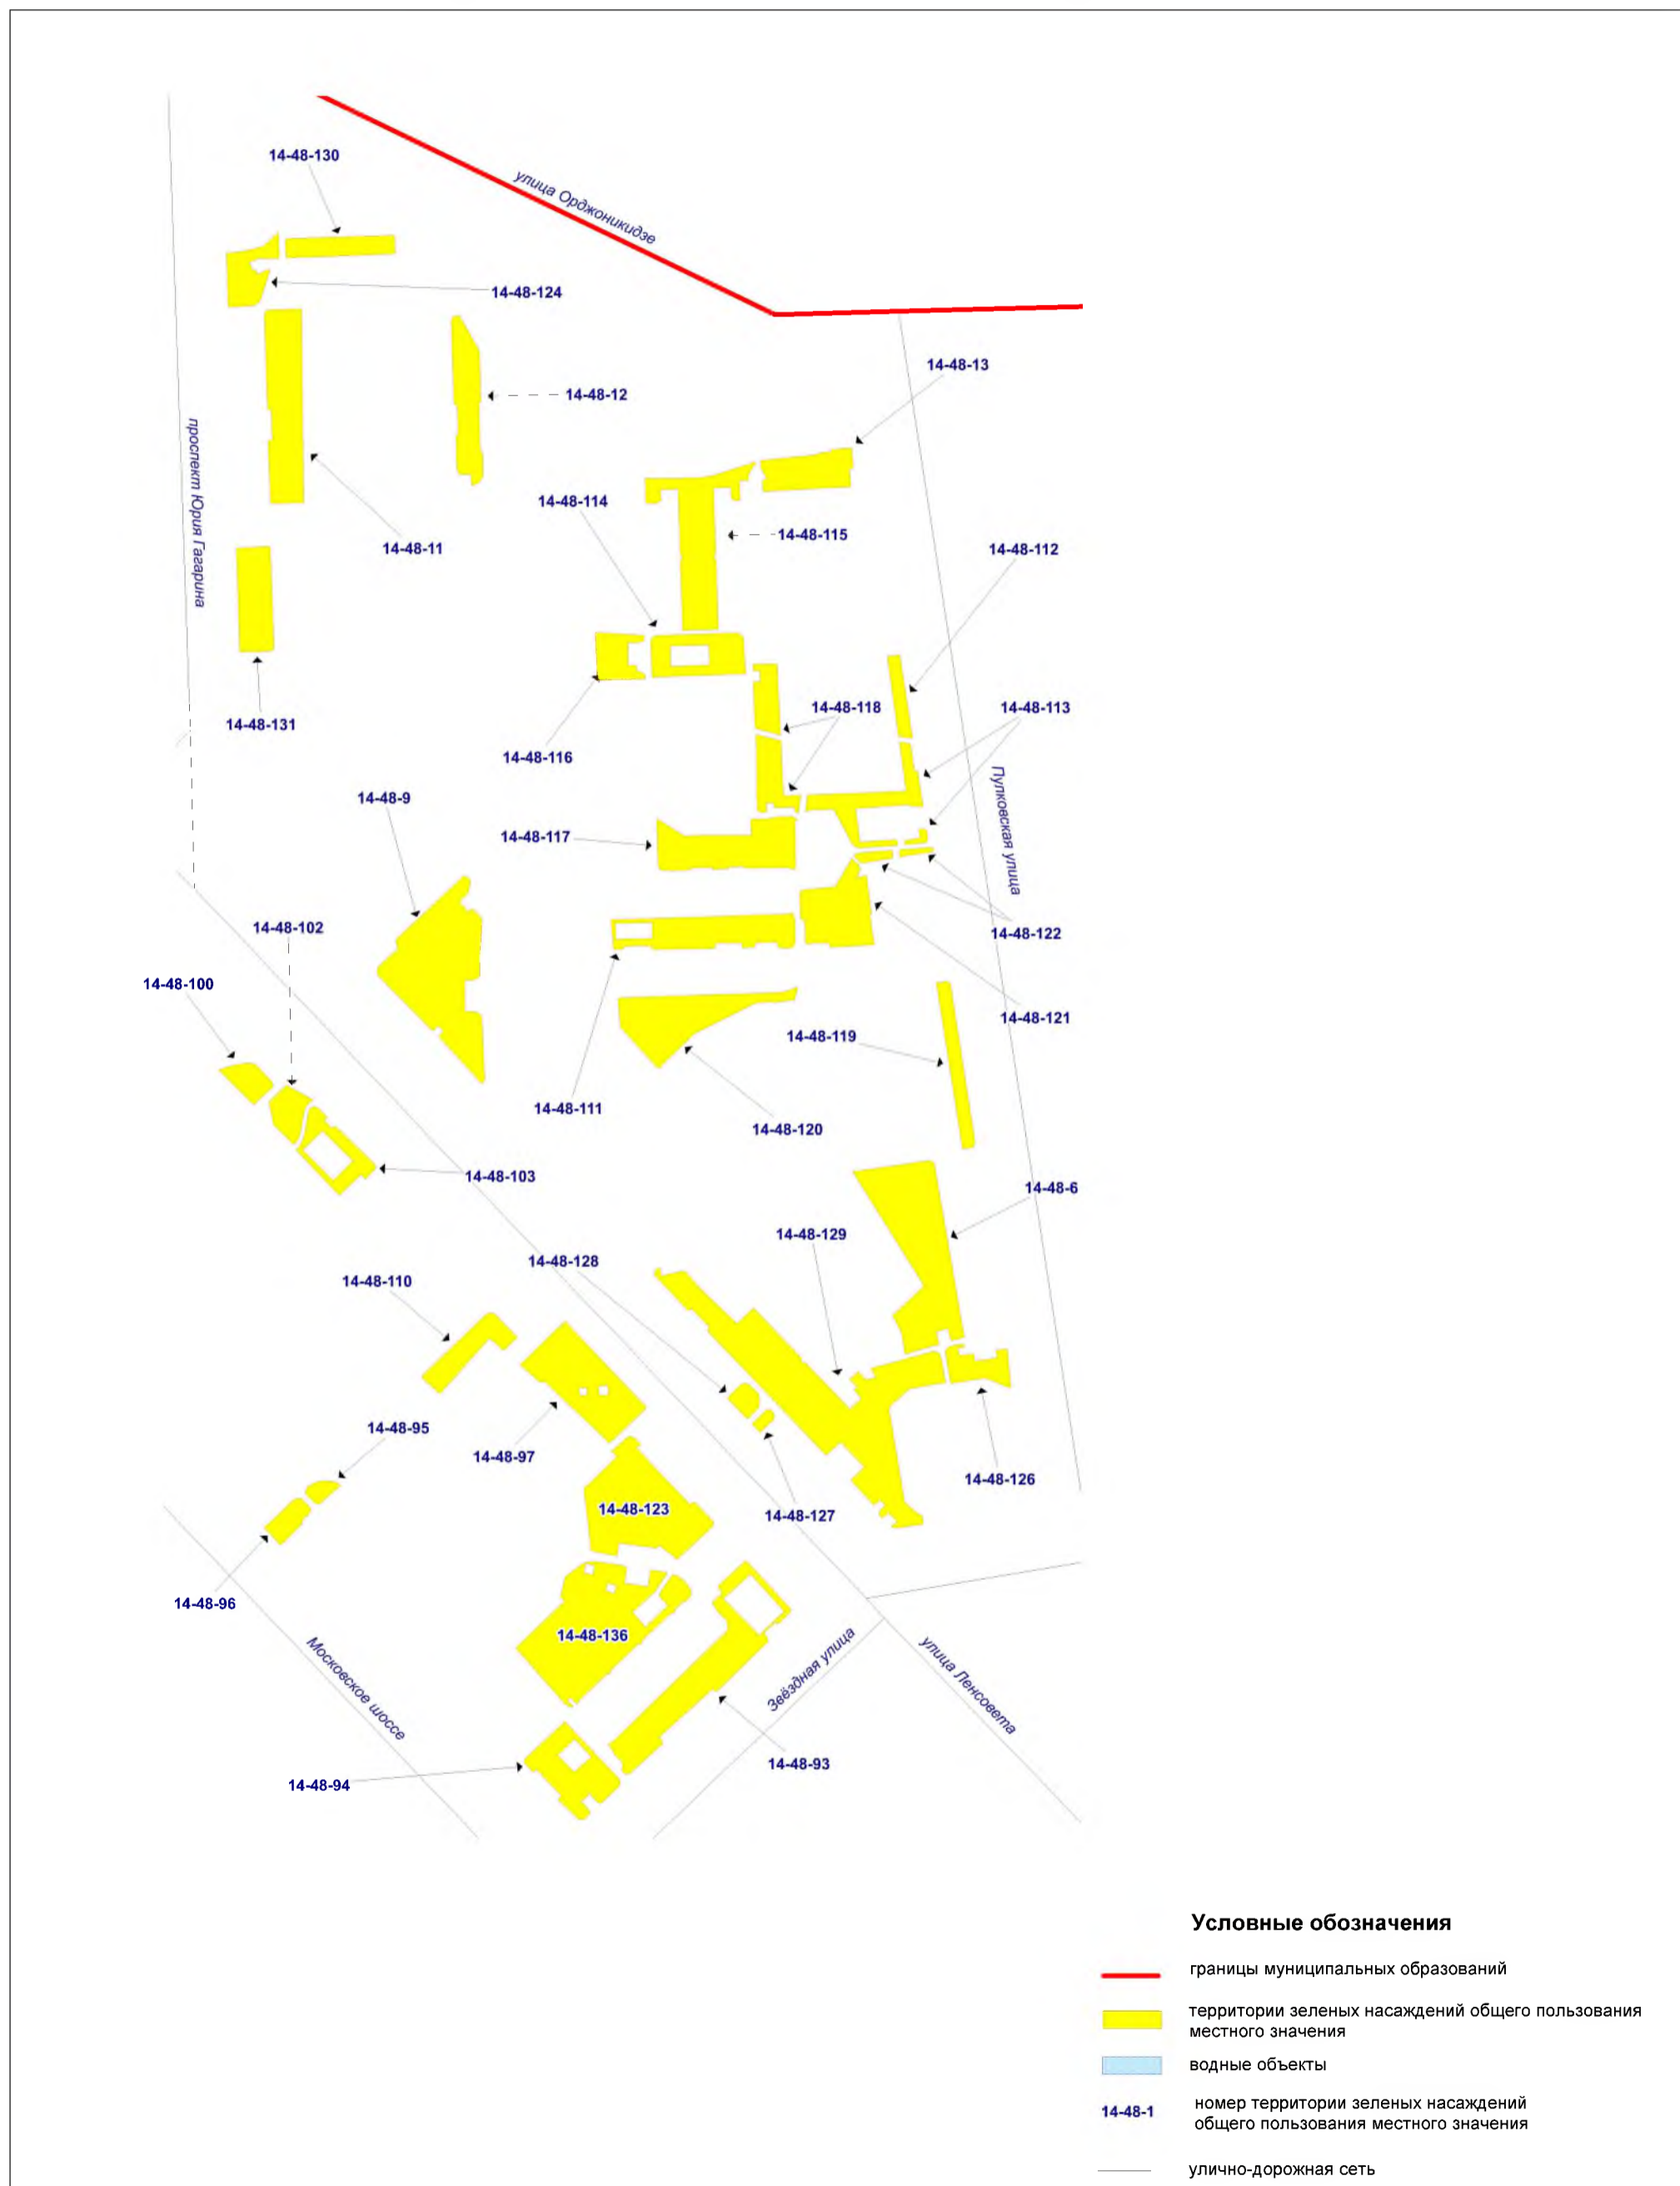 14-48-130
улица Орджоникидзе
14-48-124
14-48-13
14-48-12
проспект Юрия Гагарина
14-48-114
14-48-115
14-48-11
14-48-112
14-48-131
14-48-118
14-48-113
14-48-116
Пулковская улица
14-48-9
14-48-117
14-48-102
14-48-122
14-48-100
14-48-121
14-48-119
14-48-111
14-48-120
14-48-103
14-48-6
14-48-129
14-48-128
14-48-110
14-48-95
14-48-97
14-48-126
14-48-123
14-48-127
14-48-96
14-48-136
Московское шоссе
Звёздная улица
улица Ленсовета
14-48-93
14-48-94
Условные обозначения
границы муниципальных образований
территории зеленых насаждений общего пользования
местного значения
водные объекты
14-48-1
номер территории зеленых насаждений
общего пользования местного значения
улично-дорожная сеть